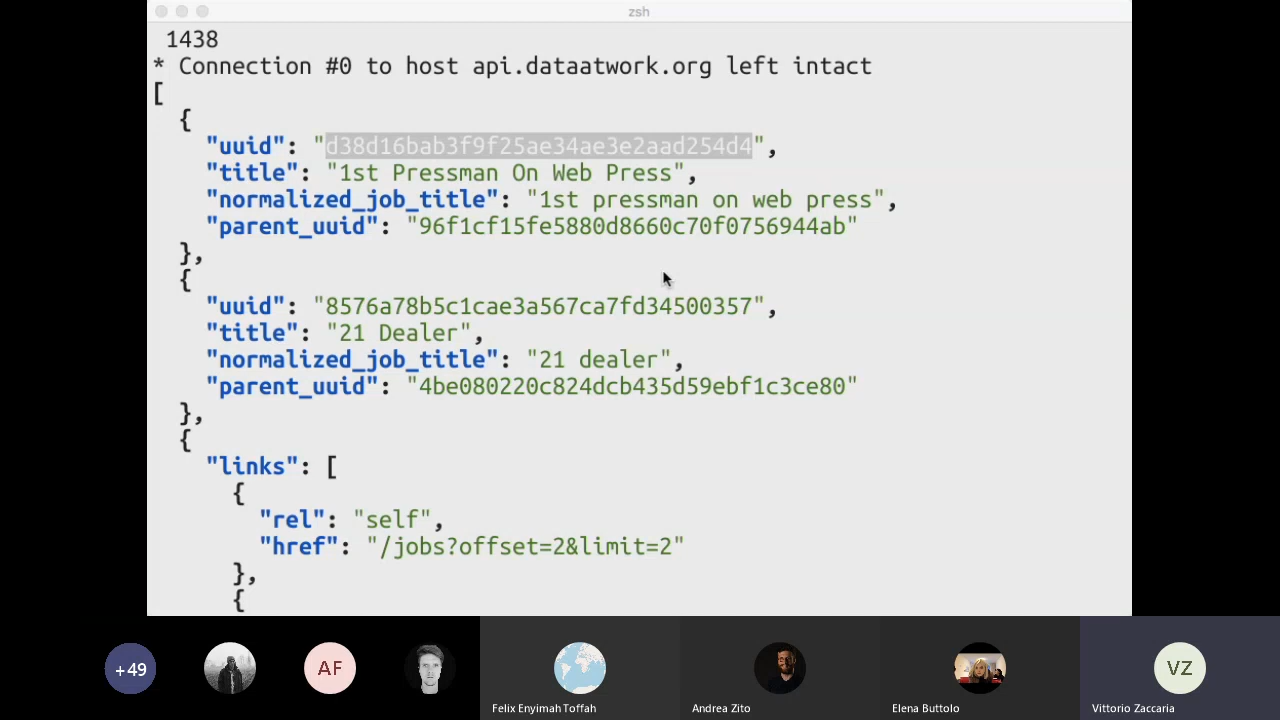 zsh
1438
* Connection #0 to host api.dataatwork.org left intact
[
{
"uuid": "d38d16bab3f9f25ae34ae3e2aad254d4",
"title": "1st Pressman On Web Press",
"normalized_job_title": "1st pressman on web press",
"parent_uuid": "96f1cf15fe5880d8660c70f0756944ab"
},
{
"uuid": "8576a78b5c1cae3a567ca7fd34500357",
"title": "21 Dealer",
"normalized_job_title": "21 dealer",
"parent_uuid": "4be080220c824dcb435d59ebf1c3ce80"
},
{
"links": [
{
"rel": "self",
"href": "/jobs?offset=2&limit=2"
},
{
+49
AF
VZ
Felix Enyimah Toffah
Andrea Zito
Elena Buttolo
Vittorio Zaccaria